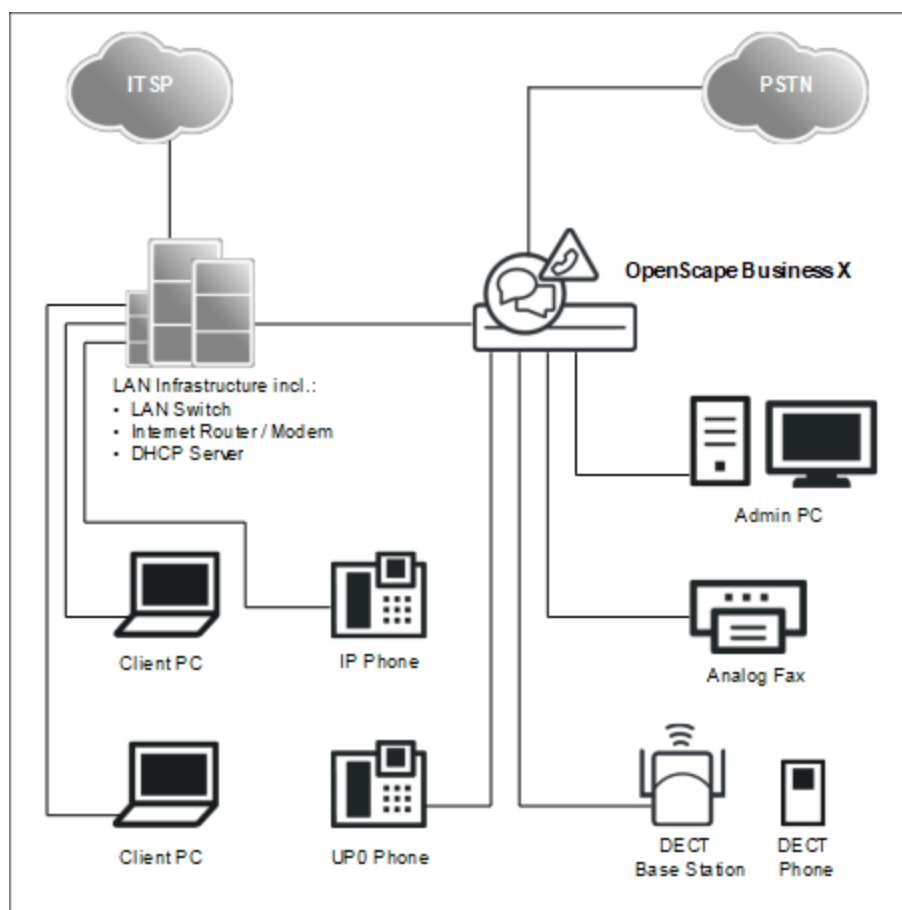 ITSP
PSTN
OpenScape Business X
LAN Infrastructure incl.:
• LAN Switch
• Internet Router / Modem
• DHCP Server
Admin PC
Client PC
IP Phone
Analog Fax
Client PC
UP0 Phone
DECT
Base Station
DECT
Phone